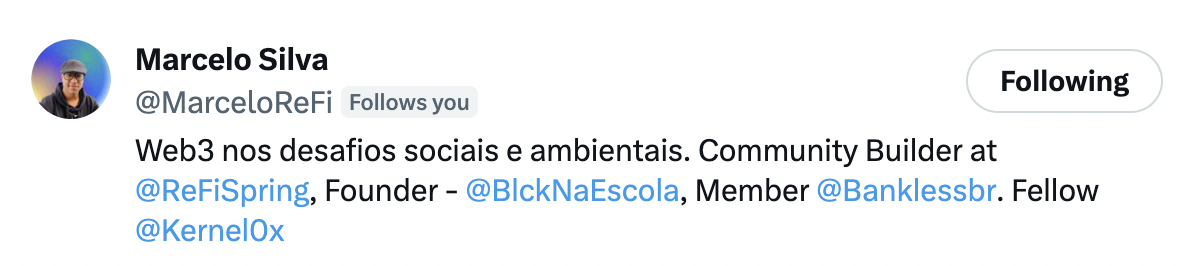 Marcelo Silva
@MarceloReFi Follows you
Following
Web3 nos desafios sociais e ambientais. Community Builder at
@ReFiSpring, Founder - @BlckNaEscola, Member @Banklessbr. Fellow
@Kernel0x